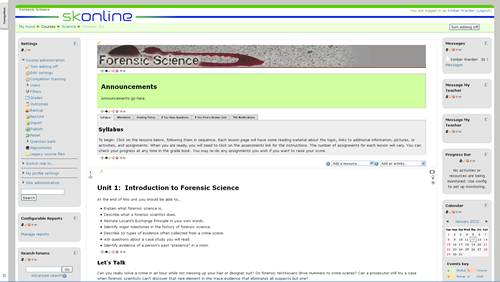 Forensic Science
skonline
You are logged in as Amber Warden (Logout)
My home ► Courses ► Science ► Forensic Sci
Turn editing off
Settings
Course administration
Turn editing off
Edit settings
Completion tracking
Users
Filters
Grades
Outcomes
Backup
Restore
Import
Publish
Reset
Question bank
Repositories
Legacy course files
Switch role to...
My profile settings
Site administration
Search
Configurable Reports
Manage reports
Search forums
Go
Advanced search
Forensic Science
Announcements
Announcements go here.
Syllabus
Attendance
Grading Policy
If You Have Questions
TSC Notifications
Syllabus
To begin: Click on the lessons below, following them in sequence. Each lesson page will have some reading material about the topic, links to additional information, pictures, or
activities, and assignments. When you are ready, you will need to click on the assessments link for the instructions. The number of assignments for each lesson will vary. You can
check your progress at any time in the grade book. You may re-do any assignments you wish if you want to raise your score.
Add a resource...
Add an activity...
1
Unit 1: Introduction to Forensic Science
At the end of this unit you should be able to...
Explain what forensic science is.
Describe what a forensic scientist does.
Restate Locard's Exchange Principle in your own words.
Identify major milestones in the history of forensic science.
Describe 10 types of evidence often collected from a crime scene
Ask questions about a case study you will read.
Identify evidence of a person's past "presence" in a room.
Let's Talk
Can you really solve a crime in an hour while not messing up your hair or designer suit? Do forensic technicians drive Hummers to crime scenes? Can a prosecutor still try a case
when forensic scientists can't discover that rare element in the trace evidence that eliminates all suspects but one?
Messages
Messages
Message My
Teacher
Message My
Teacher
Progress Bar
No activities or
resources are being
monitored. Use config
to set up monitoring.
Calendar
January 2022
Sun Mon Tue Wed Thu Fri Sat
Events key
Global
Course
Group
User